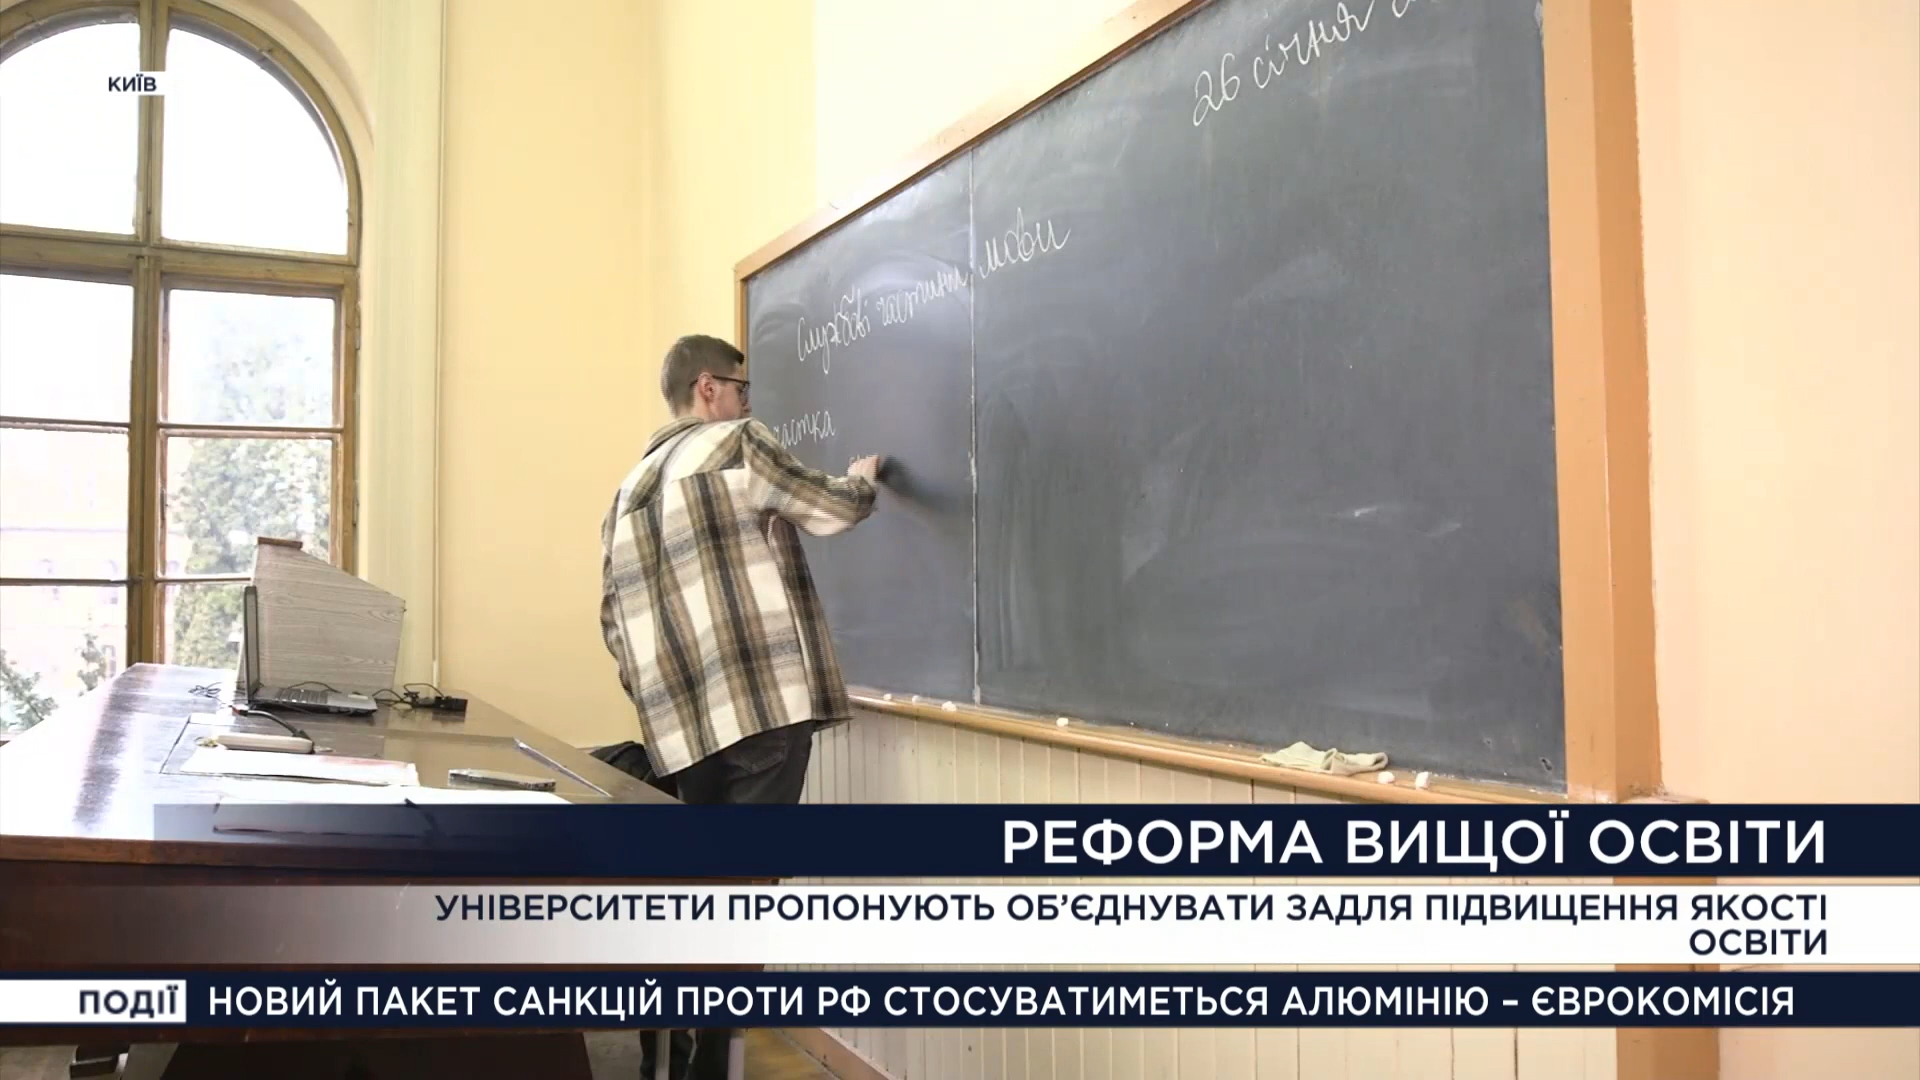 КИЇВ
26 січня
Службові частини мови
частка
РЕФОРМА ВИЩОЇ ОСВІТИ
УНІВЕРСИТЕТИ ПРОПОНУЮТЬ ОБ’ЄДНУВАТИ ЗАДЛЯ ПІДВИЩЕННЯ ЯКОСТІ
ОСВІТИ
ПОДІЇ НОВИЙ ПАКЕТ САНКЦІЙ ПРОТИ РФ СТОСУВАТИМЕТЬСЯ АЛЮМІНІЮ – ЄВРОКОМІСІЯ